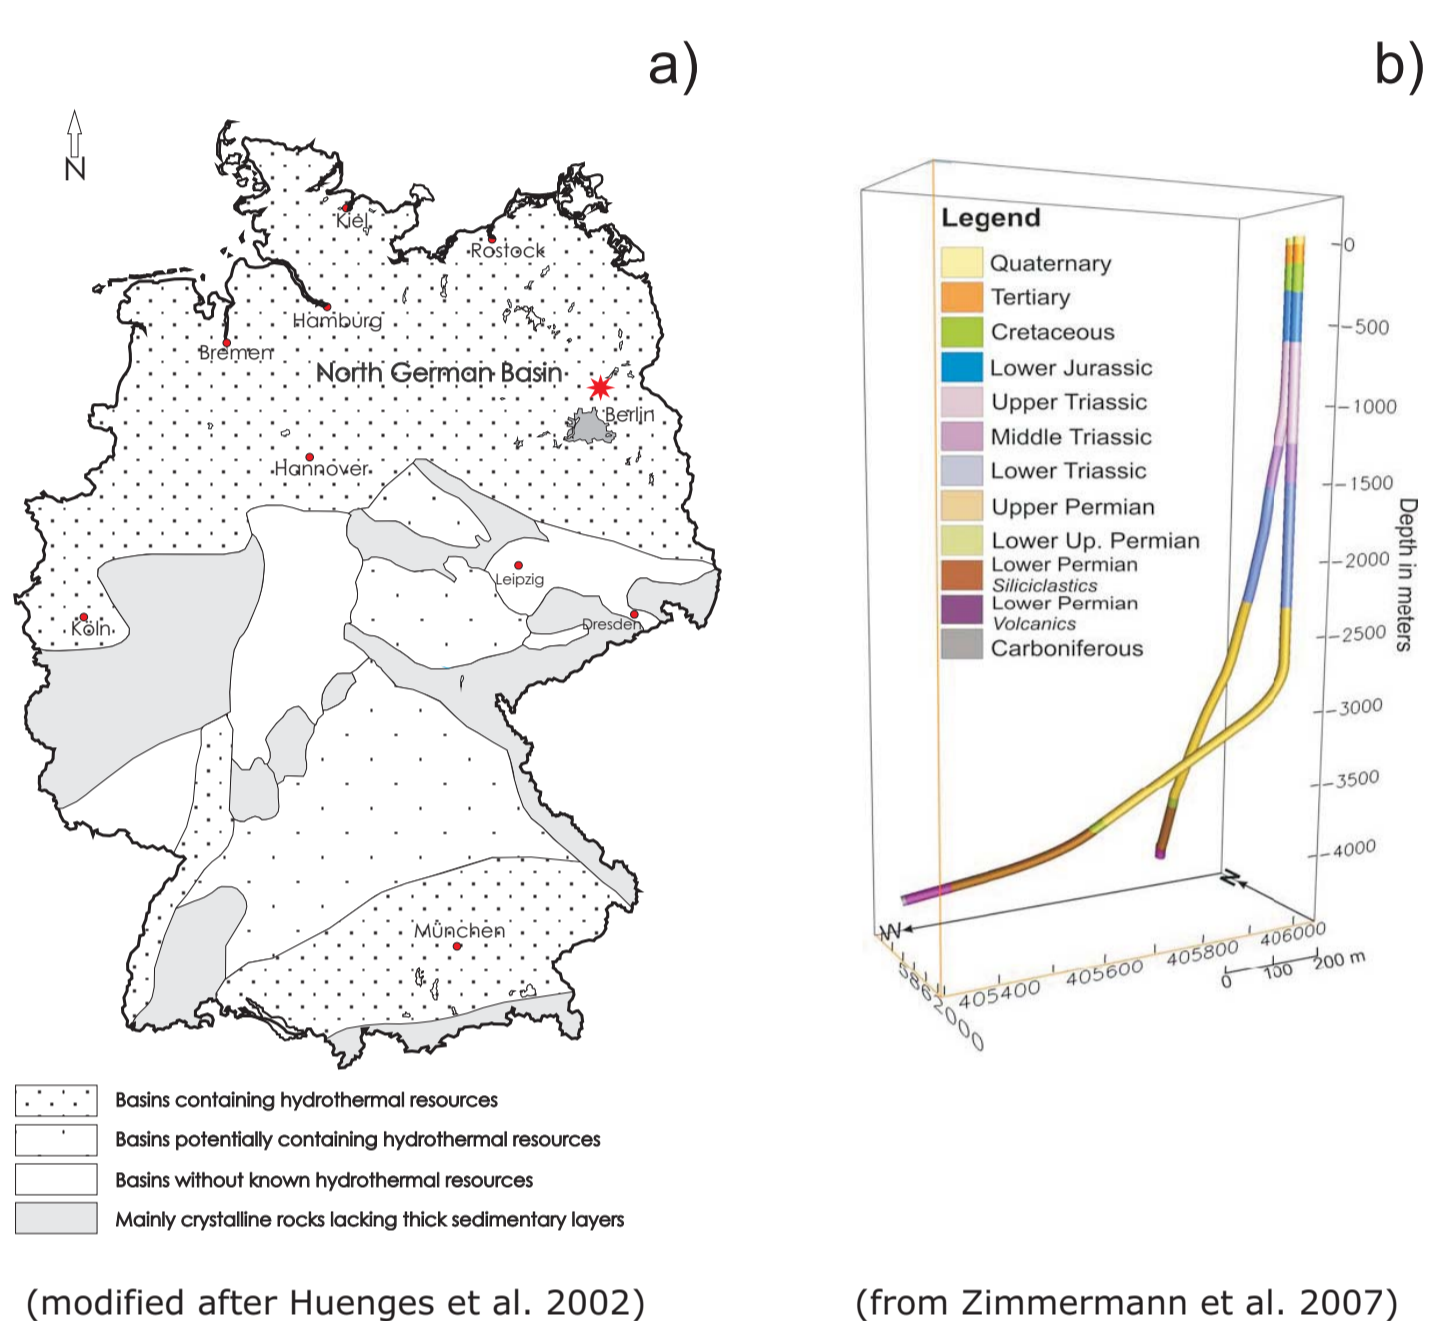 a)
N
Kiel
Rostock
Hamburg
Bremen
North German Basin
Berlin
Hannover
Leipzig
Köln
Dresden
München
Basins containing hydrothermal resources
Basins potentially containing hydrothermal resources
Basins without known hydrothermal resources
Mainly crystalline rocks lacking thick sedimentary layers
(modified after Huenges et al. 2002)
b)
Legend
Quaternary
Tertiary
Cretaceous
Lower Jurassic
Upper Triassic
Middle Triassic
Lower Triassic
Upper Permian
Lower Up. Permian
Lower Permian
Siliciclastics
Lower Permian
Volcanics
Carboniferous
0
-500
-1000
-1500
-2000
-2500
-3000
-3500
-4000
Depth in meters
N
W
5862000
405400
405600
405800
406000
0 100 200 m
(from Zimmermann et al. 2007)